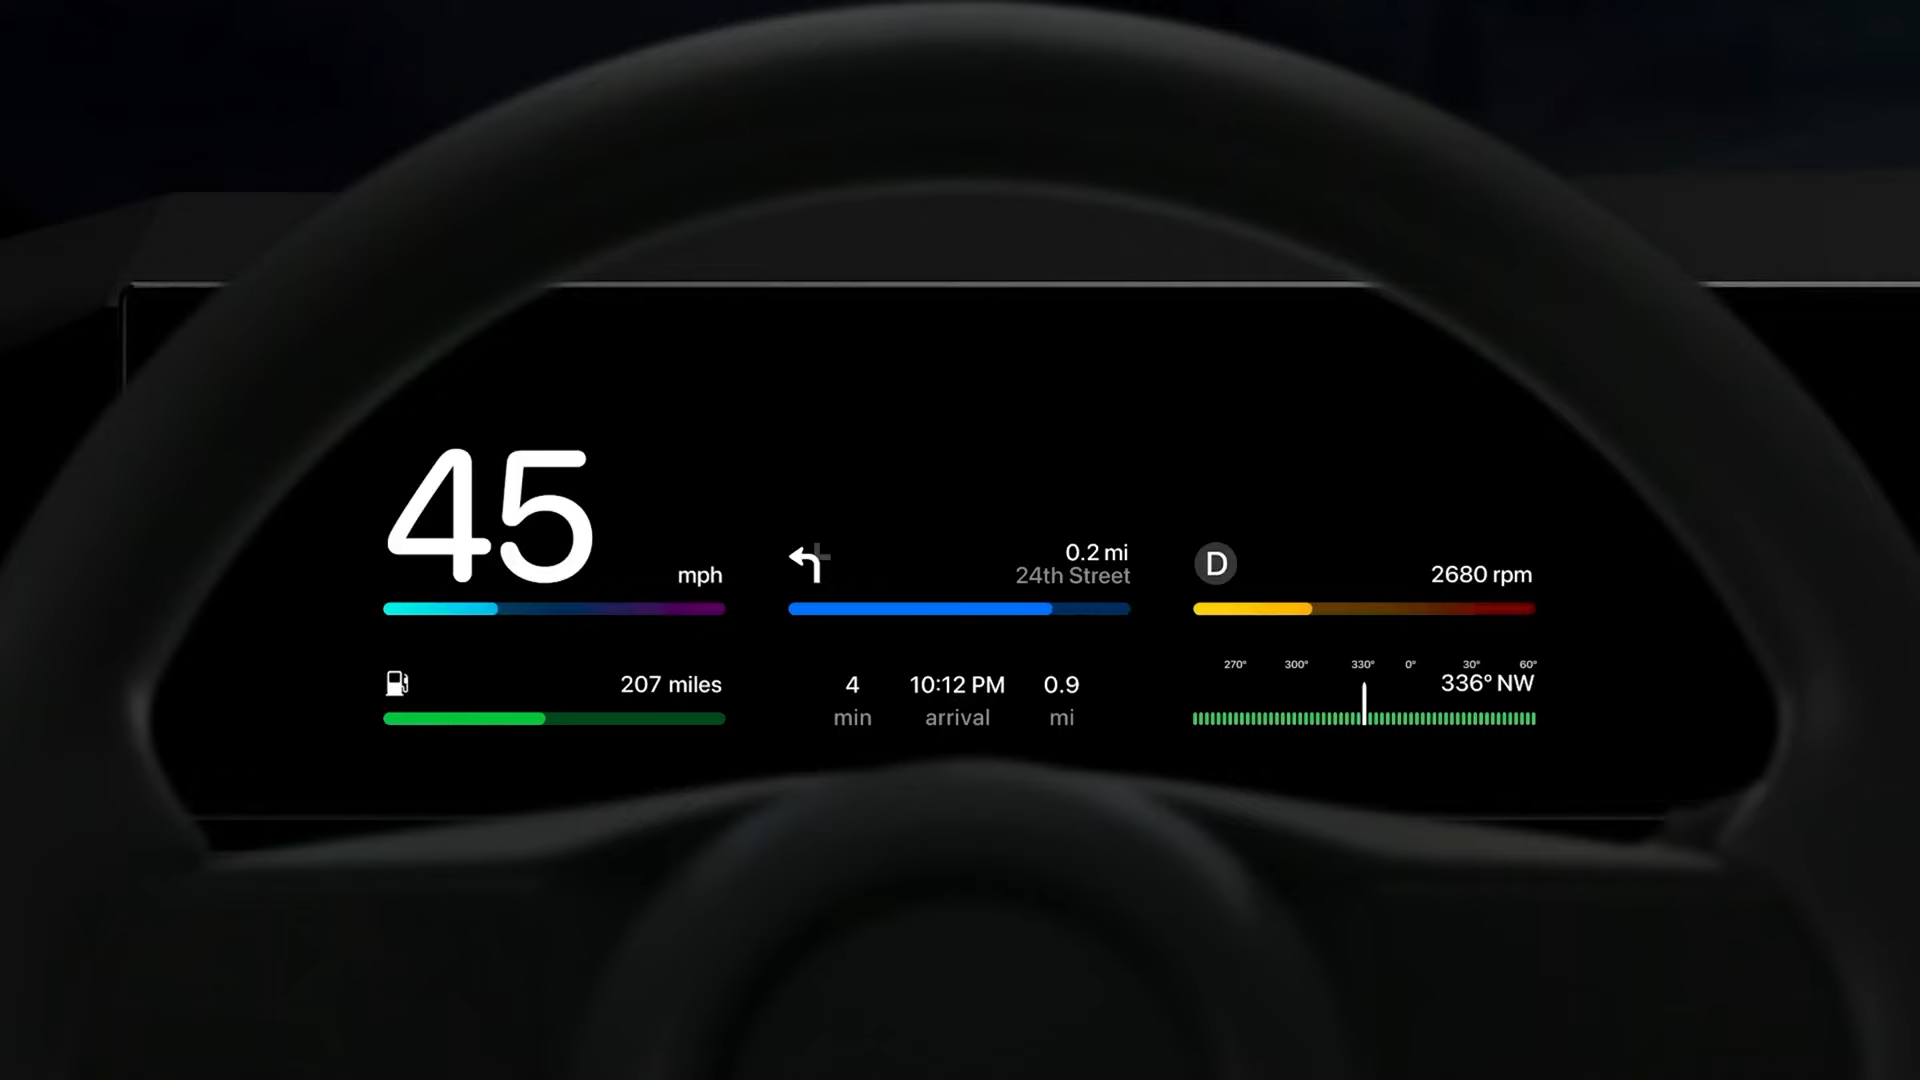 45
mph
0.2 mi
24th Street
D
2680 rpm
207 miles
4 10:12 PM 0.9
min arrival mi
270° 300° 330° 0° 30° 60°
336° NW